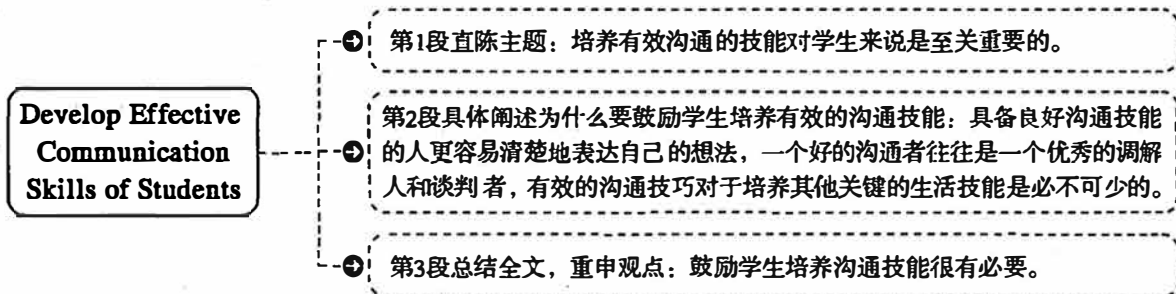 Develop Effective
Communication
Skills of Students
第1段直陈主题：培养有效沟通的技能对学生来说是至关重要的。
第2段具体阐述为什么要鼓励学生培养有效的沟通技能：具备良好沟通技能
的人更容易清楚地表达自己的想法，一个好的沟通者往往是一个优秀的调解
人和谈判者，有效的沟通技巧对于培养其他关键的生活技能是必不可少的。
第3段总结全文，重申观点：鼓励学生培养沟通技能很有必要。